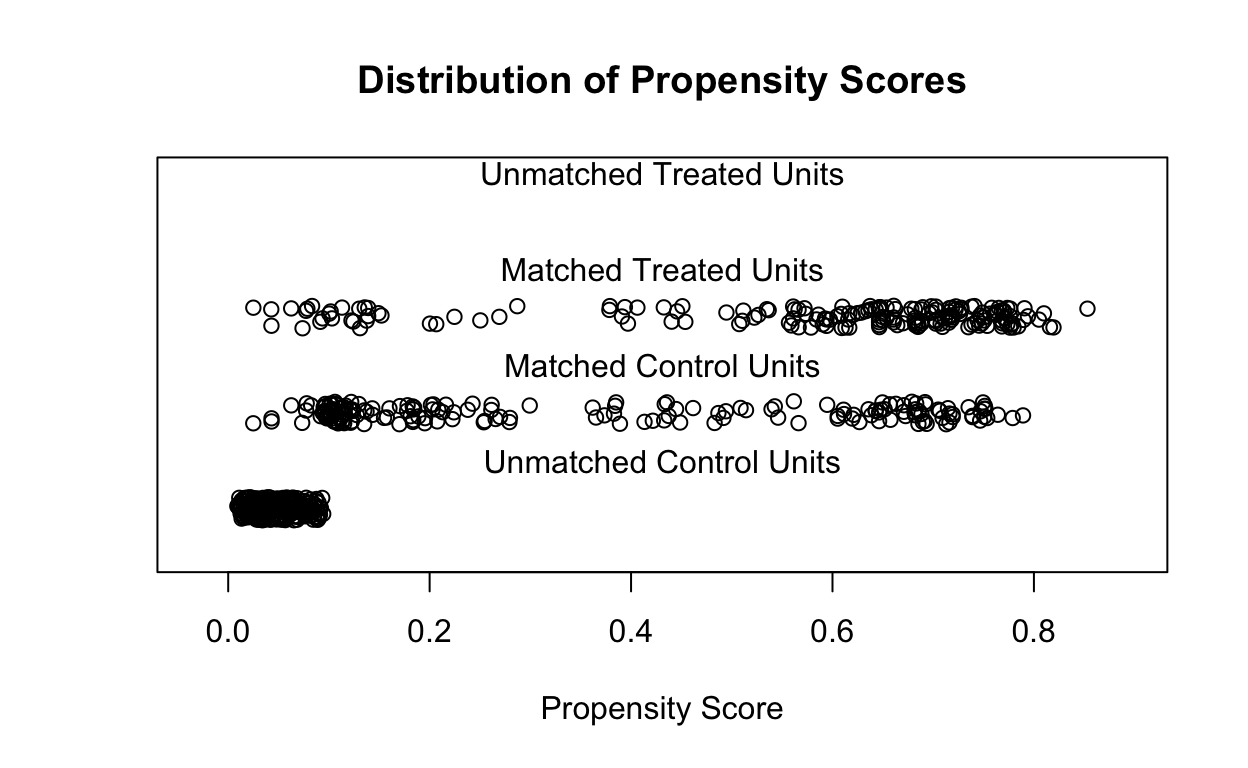 Distribution of Propensity Scores
Unmatched Treated Units
Matched Treated Units
Matched Control Units
Unmatched Control Units
0.0 0.2 0.4 0.6 0.8
Propensity Score